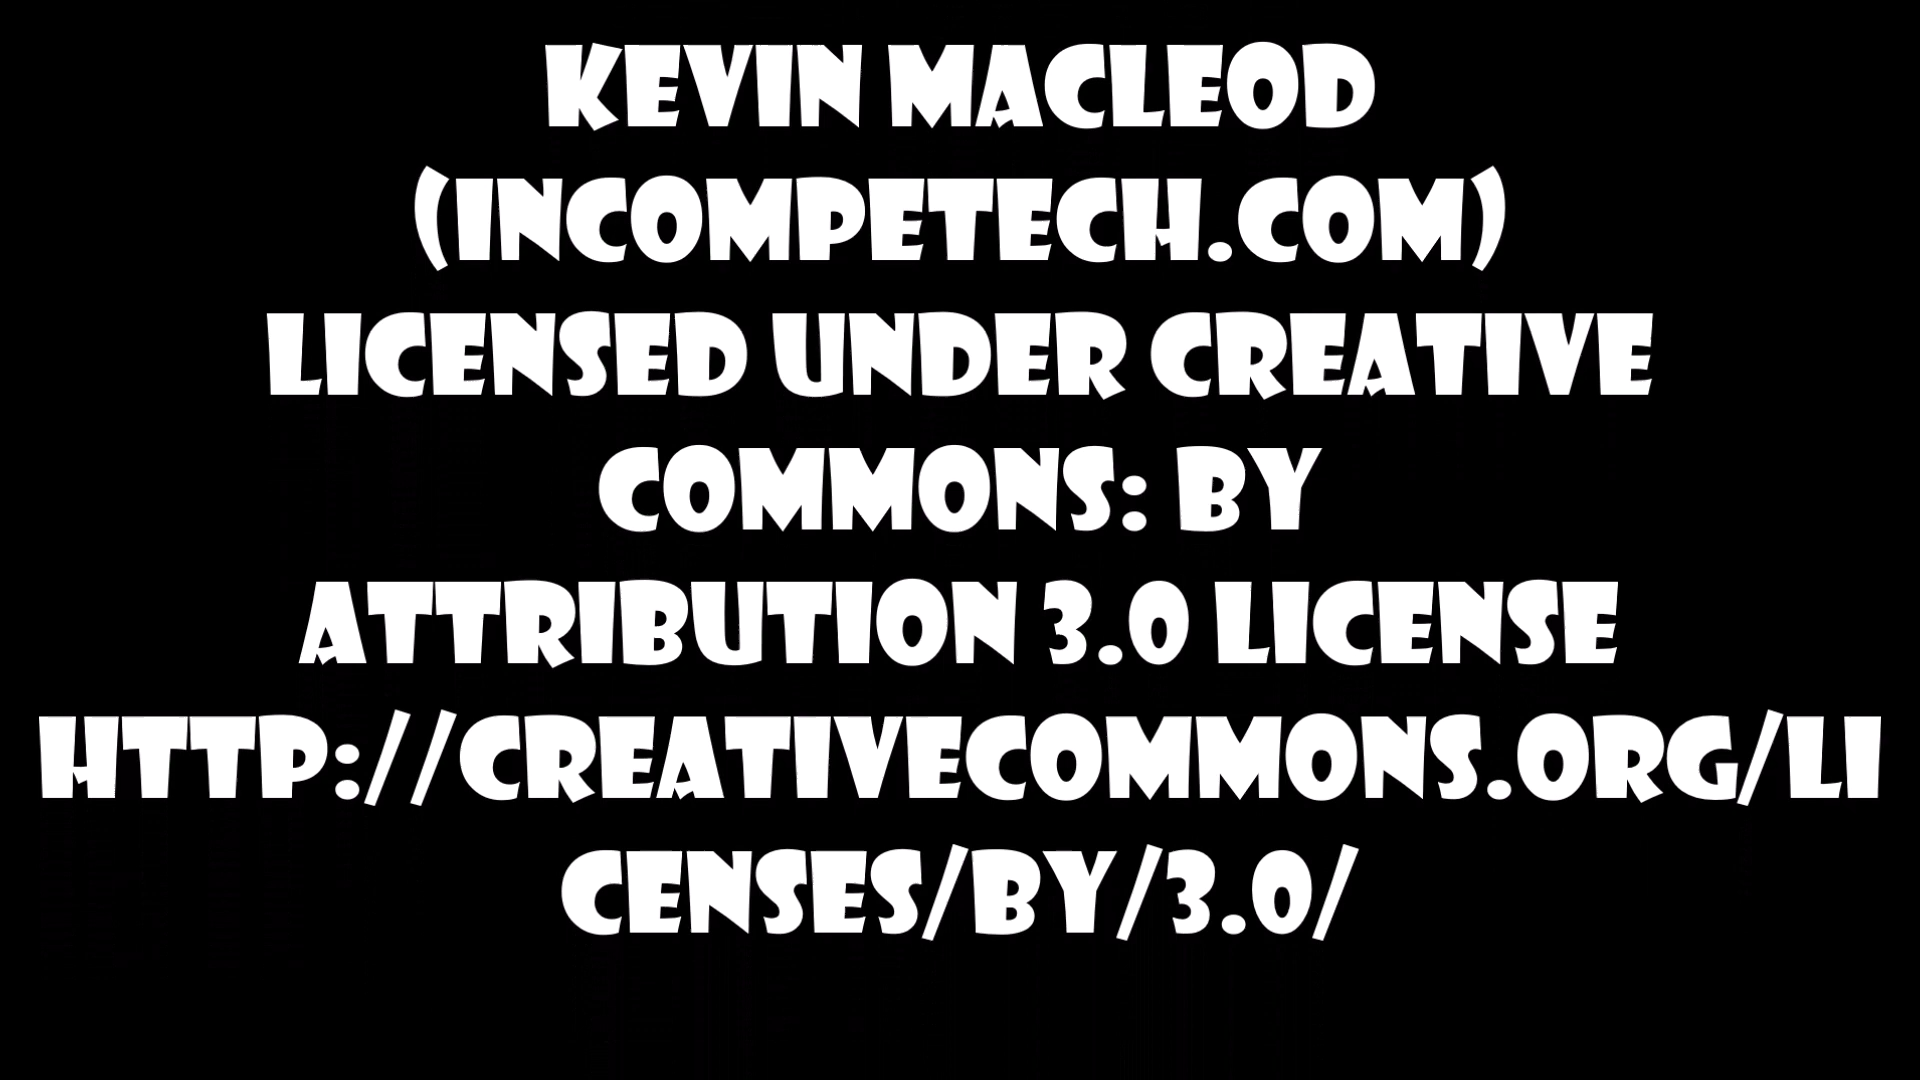 KEVIN MACLEOD
(INCOMPETECH.COM)
LICENSED UNDER CREATIVE
COMMONS: BY
ATTRIBUTION 3.0 LICENSE
HTTP://CREATIVECOMMONS.ORG/LI
CENSES/BY/3.0/